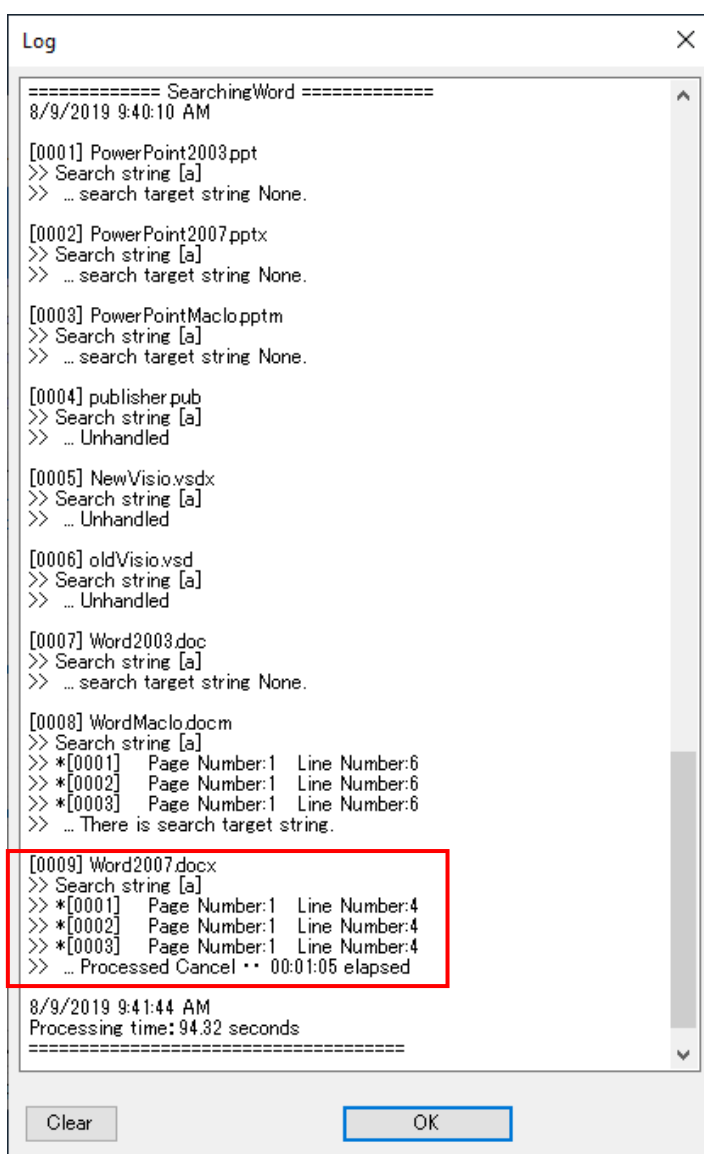 Log
============= SearchingWord =============
8/9/2019 9:40:10 AM
[0001] PowerPoint2003.ppt
>> Search string [a]
>> ... search target string None.
[0002] PowerPoint2007.pptx
>> Search string [a]
>> ... search target string None.
[0003] PowerPointMaclo.pptm
>> Search string [a]
>> ... search target string None.
[0004] publisher.pub
>> Search string [a]
>> ... Unhandled
[0005] NewVisio.vsdx
>> Search string [a]
>> ... Unhandled
[0006] oldVisio.vsd
>> Search string [a]
>> ... Unhandled
[0007] Word2003.doc
>> Search string [a]
>> ... search target string None.
[0008] WordMaclo.docm
>> Search string [a]
>> *[0001] Page Number:1 Line Number:6
>> *[0002] Page Number:1 Line Number:6
>> *[0003] Page Number:1 Line Number:6
>> ... There is search target string.
[0009] Word2007.docx
>> Search string [a]
>> *[0001] Page Number:1 Line Number:4
>> *[0002] Page Number:1 Line Number:4
>> *[0003] Page Number:1 Line Number:4
>> ... Processed Cancel ・・ 00:01:05 elapsed
8/9/2019 9:41:44 AM
Processing time：94.32 seconds
=====================================
Clear
OK